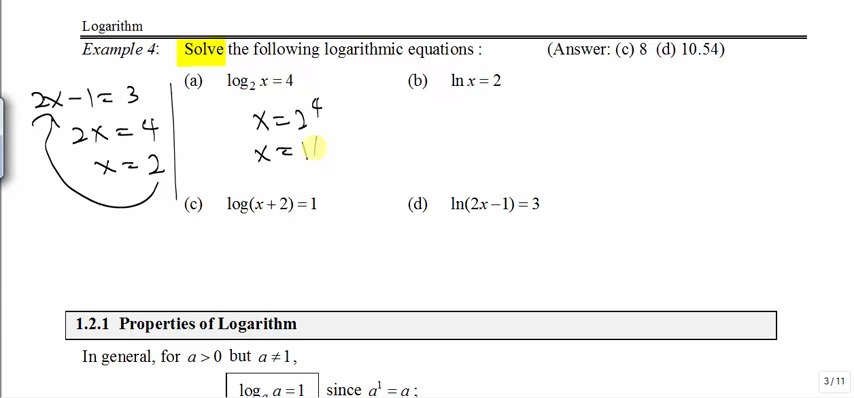 Logarithm
Example 4: Solve the following logarithmic equations : (Answer: (c) 8 (d) 10.54)
(a) log₂ x = 4 (b) ln x = 2
2x - 1 = 3
2x = 4
x = 2
x = 2⁴
x =
(c) log(x + 2) = 1 (d) ln(2x − 1) = 3
1.2.1 Properties of Logarithm
In general, for a > 0 but a ≠ 1,
logₐ a = 1 since a¹ = a ;
3/11